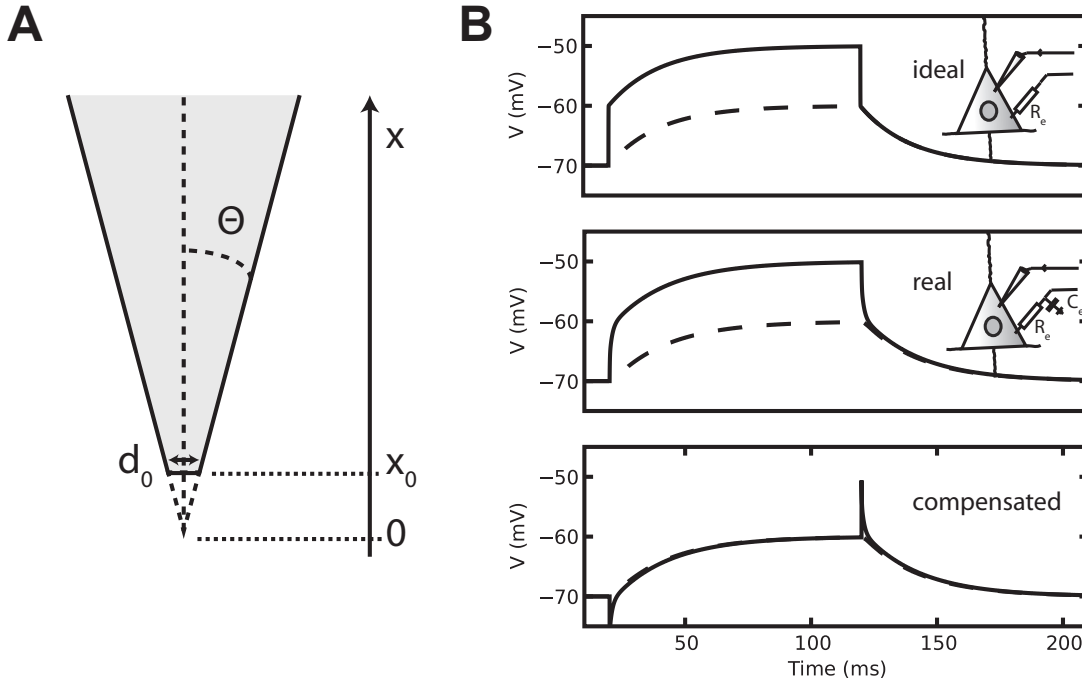 A
Θ
x
d0
x0
0
B
V (mV)
−50
−60
−70
ideal
Re
V (mV)
−50
−60
−70
real
Re
Ce
V (mV)
−50
−60
−70
compensated
50
100
150
200
Time (ms)